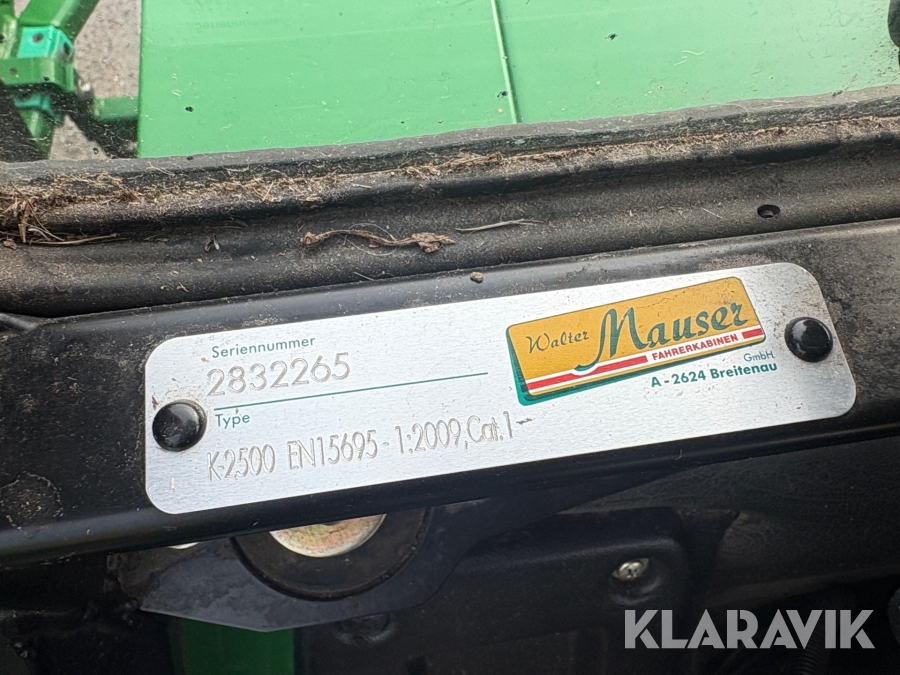 Seriennummer
2832265
Type
K-2500 EN15695-1:2009,Cat.1
Walter Mauser
FAHRERKABINEN
GmbH
A-2624 Breitenau
KLARAVIK